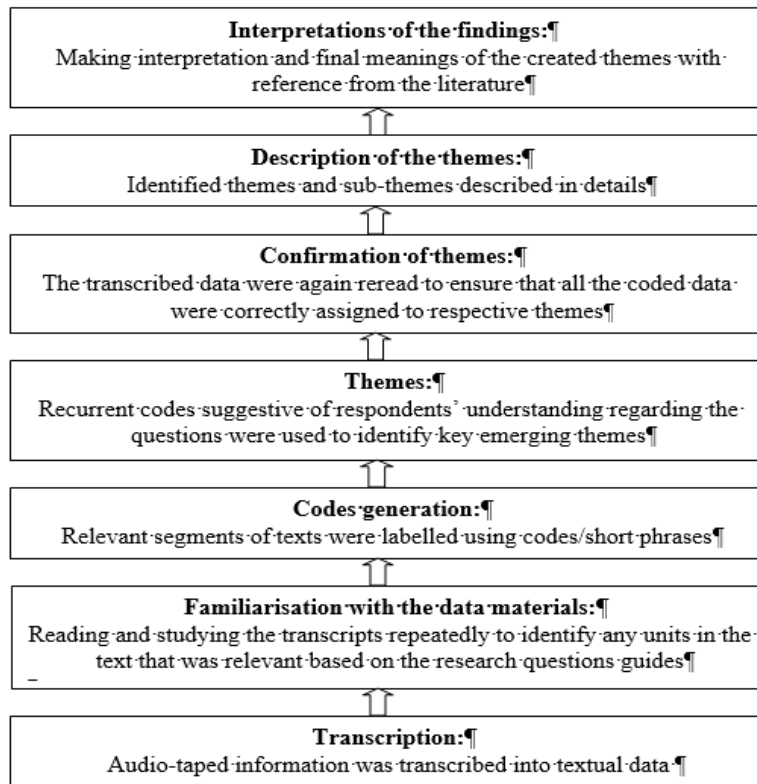 Interpretations·of·the·findings:¶
Making·interpretation·and·final·meanings·of·the·created·themes·with·
reference·from·the·literature¶
Description·of·the·themes:¶
Identified·themes·and·sub-themes·described·in·details¶
Confirmation·of·themes:¶
The·transcribed·data·were·again·reread·to·ensure·that·all·the·coded·data·
were·correctly·assigned·to·respective·themes¶
Themes:¶
Recurrent·codes·suggestive·of·respondents’·understanding·regarding·the·
questions·were·used·to·identify·key·emerging·themes¶
Codes·generation:¶
Relevant·segments·of·texts·were·labelled·using·codes/short·phrases¶
Familiarisation·with·the·data·materials:¶
Reading·and·studying·the·transcripts·repeatedly·to·identify·any·units·in·the·
text·that·was·relevant·based·on·the·research·questions·guides¶
Transcription:¶
Audio-taped·information·was·transcribed·into·textual·data·¶